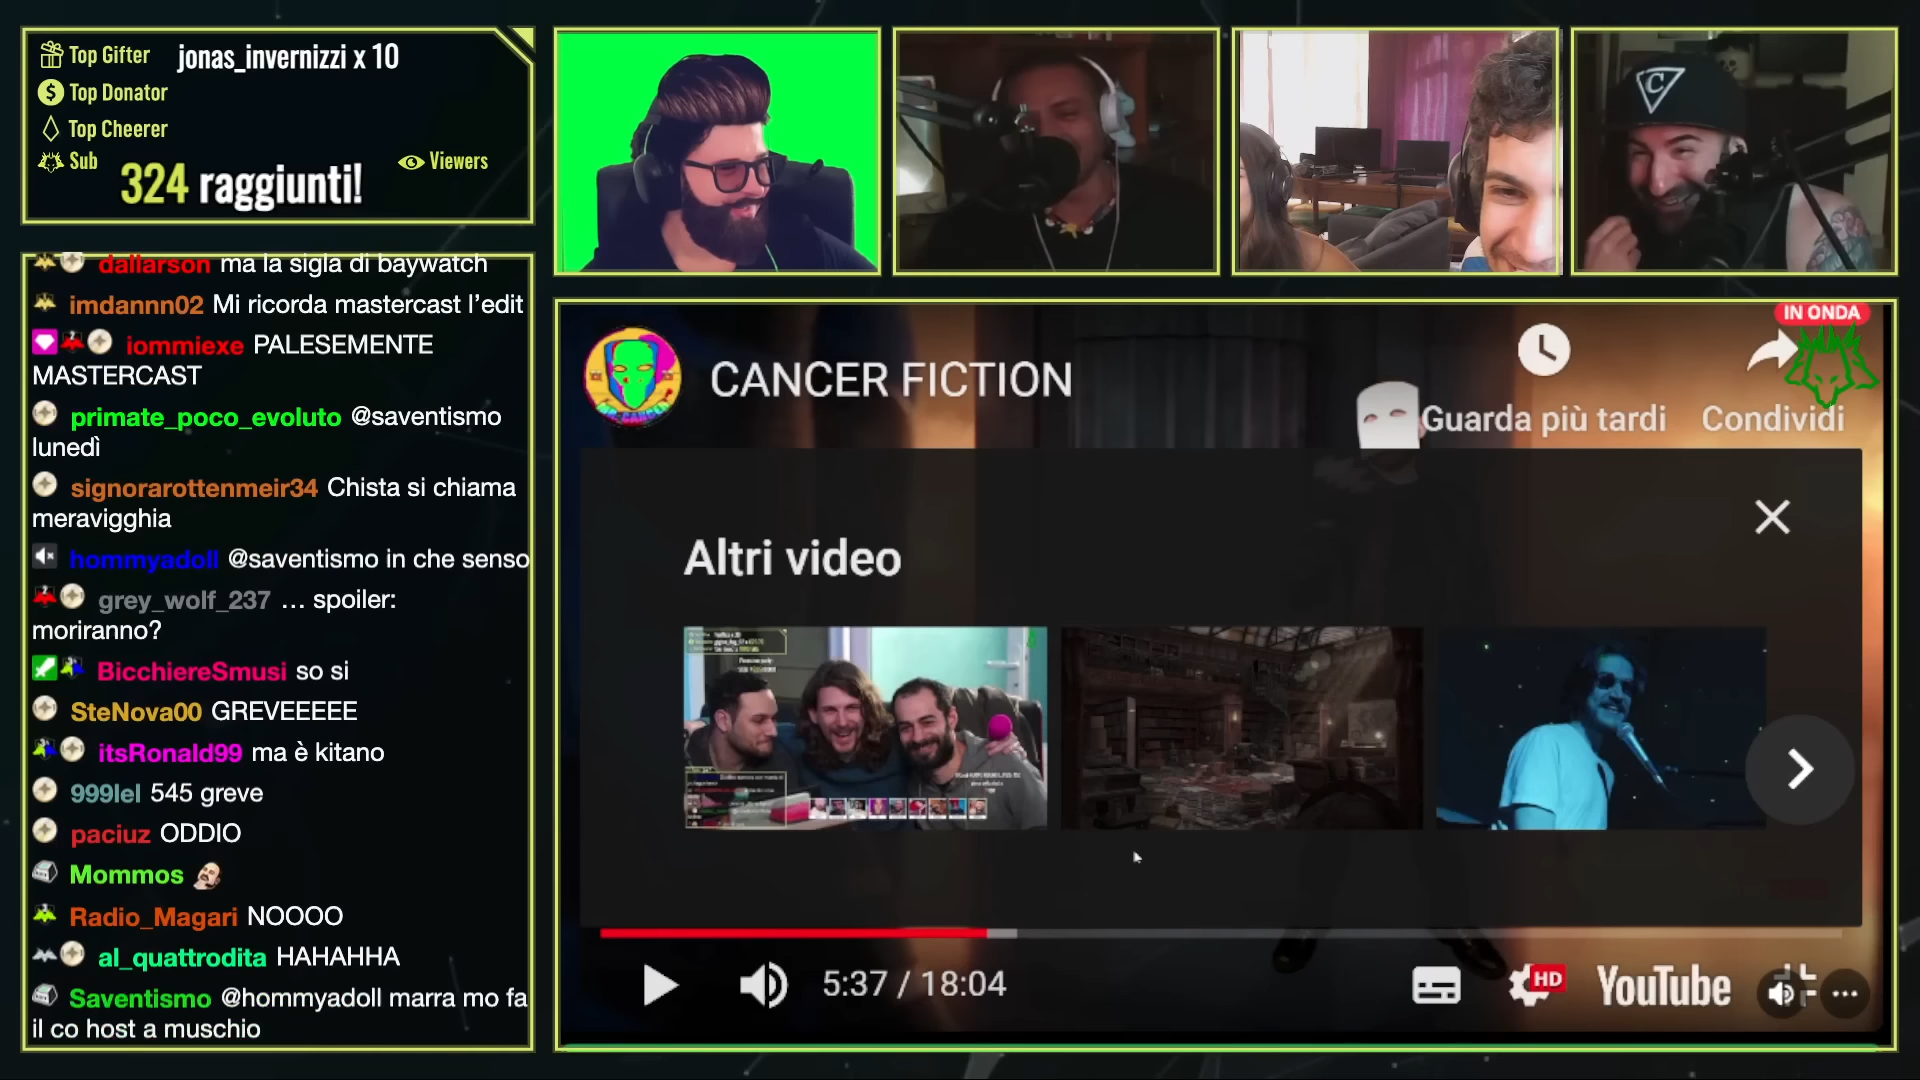 Top Gifter jonas_invernizzi x 10
Top Donator
Top Cheerer
Sub
324 raggiunti!
Viewers
dallarson ma la sigla di baywatch
imdannn02 Mi ricorda mastercast l’edit
iommiexe PALESEMENTE
MASTERCAST
primate_poco_evoluto @saventismo
lunedì
signorarottenmeir34 Chista si chiama
meravigghia
hommyadoll @saventismo in che senso
grey_wolf_237 … spoiler:
moriranno?
BicchiereSmusi so si
SteNova00 GREVEEEEE
itsRonald99 ma è kitano
999lel 545 greve
paciuz ODDIO
Mommos
Radio_Magari NOOOO
al_quattrodita HAHAHHA
Saventismo @hommyadoll marra mo fa
il co host a muschio
C
IN ONDA
CANCER FICTION
Guarda più tardi Condividi
Altri video
5:37 / 18:04
HD
YouTube